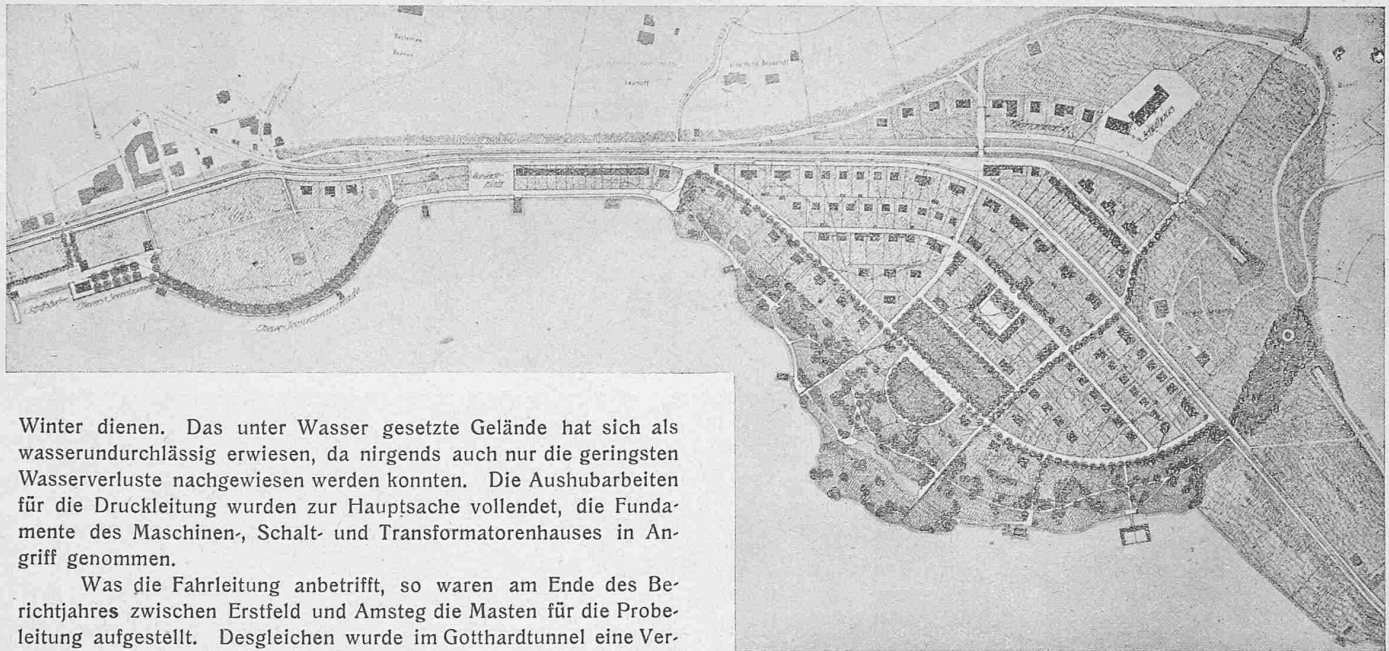 N
W
O
S
Winter dienen. Das unter Wasser gesetzte Gelände hat sich als
wasserundurchlässig erwiesen, da nirgends auch nur die geringsten
Wasserverluste nachgewiesen werden konnten. Die Aushubarbeiten
für die Druckleitung wurden zur Hauptsache vollendet, die Funda-
mente des Maschinen-, Schalt- und Transformatorenhauses in An-
griff genommen.
Was die Fahrleitung anbetrifft, so waren am Ende des Be-
richtjahres zwischen Erstfeld und Amsteg die Masten für die Probe-
leitung aufgestellt. Desgleichen wurde im Gotthardtunnel eine Ver-